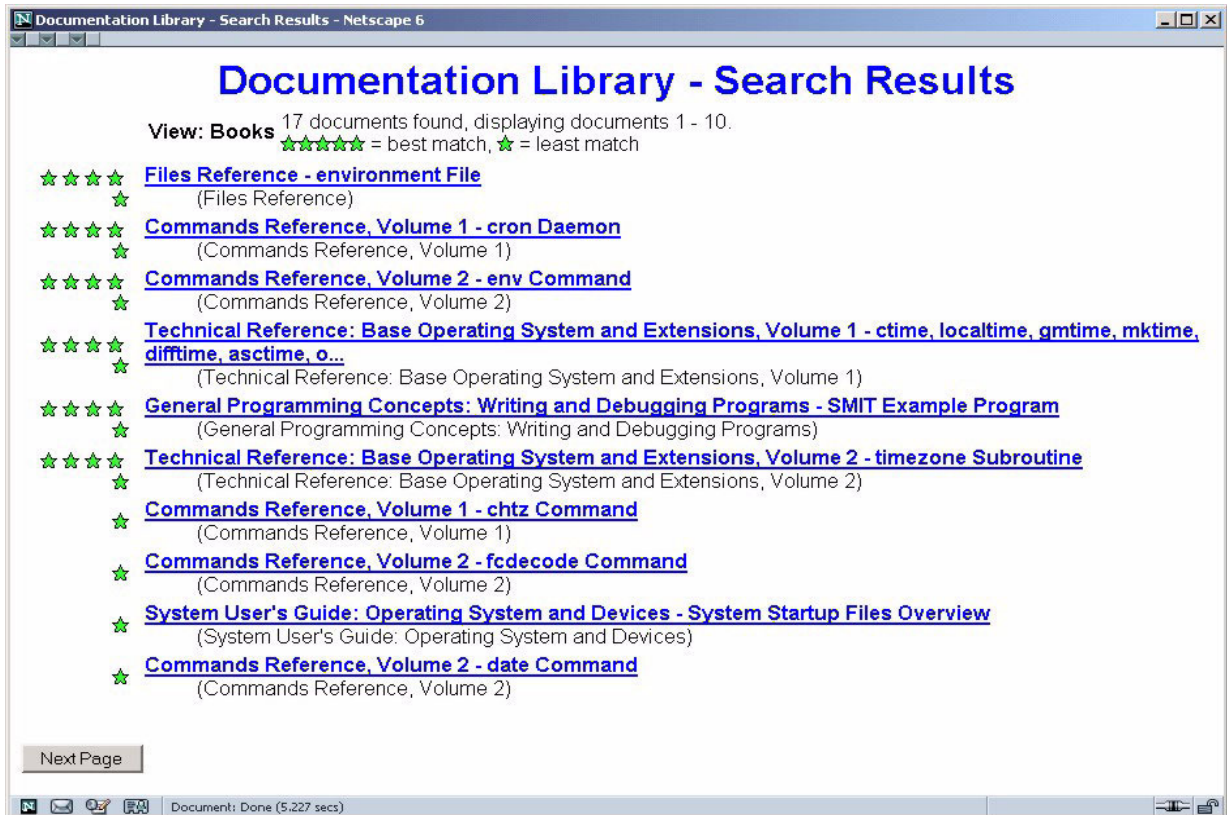 Documentation Library - Search Results - Netscape 6
Documentation Library - Search Results
View: Books 17 documents found, displaying documents 1 - 10.
= best match, = least match
Files Reference - environment File
(Files Reference)
Commands Reference, Volume 1 - cron Daemon
(Commands Reference, Volume 1)
Commands Reference, Volume 2 - env Command
(Commands Reference, Volume 2)
Technical Reference: Base Operating System and Extensions, Volume 1 - ctime, localtime, gmtime, mktime,
difftime, asctime, o...
(Technical Reference: Base Operating System and Extensions, Volume 1)
General Programming Concepts: Writing and Debugging Programs - SMIT Example Program
(General Programming Concepts: Writing and Debugging Programs)
Technical Reference: Base Operating System and Extensions, Volume 2 - timezone Subroutine
(Technical Reference: Base Operating System and Extensions, Volume 2)
Commands Reference, Volume 1 - chtz Command
(Commands Reference, Volume 1)
Commands Reference, Volume 2 - fcdecode Command
(Commands Reference, Volume 2)
System User's Guide: Operating System and Devices - System Startup Files Overview
(System User's Guide: Operating System and Devices)
Commands Reference, Volume 2 - date Command
(Commands Reference, Volume 2)
Next Page
Document: Done (5.227 secs)